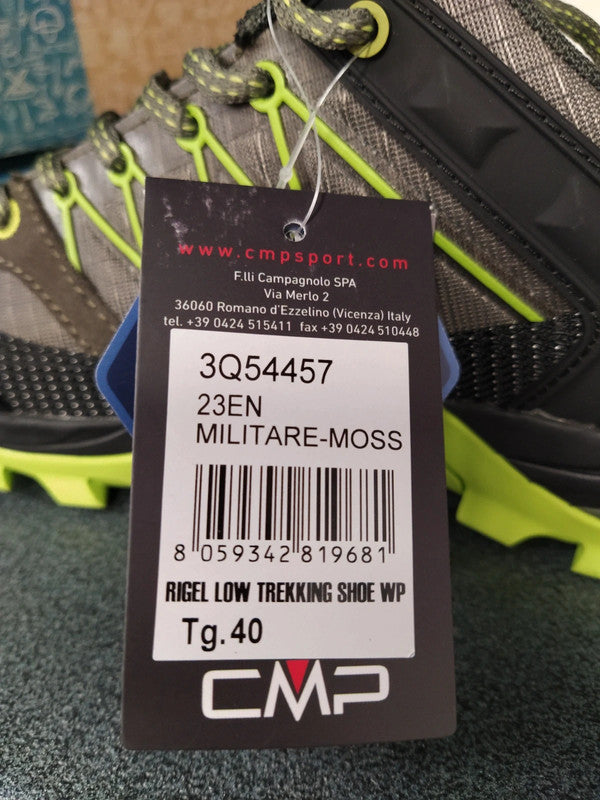 www.cmpsport.com
F.lli Campagnolo SPA
Via Merlo 2
36060 Romano d'Ezzelino (Vicenza) Italy
tel. +39 0424 515411 fax +39 0424 510448
3Q54457
23EN
MILITARE-MOSS
8 059342 819681
RIGEL LOW TREKKING SHOE WP
Tg.40
CMP